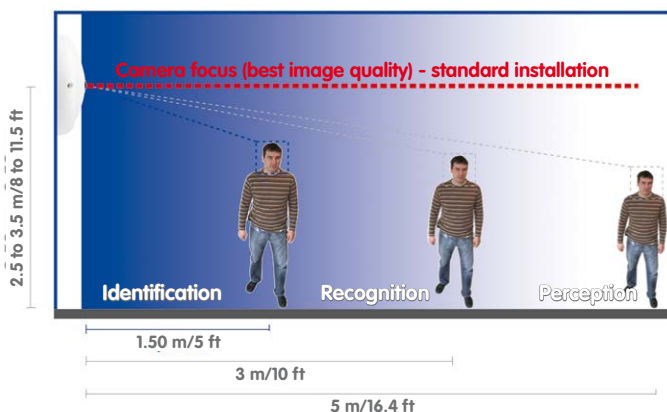 Camera focus (best image quality) - standard installation
2.5 to 3.5 m/8 to 11.5 ft
Identification
Recognition
Perception
1.50 m/5 ft
3 m/10 ft
5 m/16.4 ft